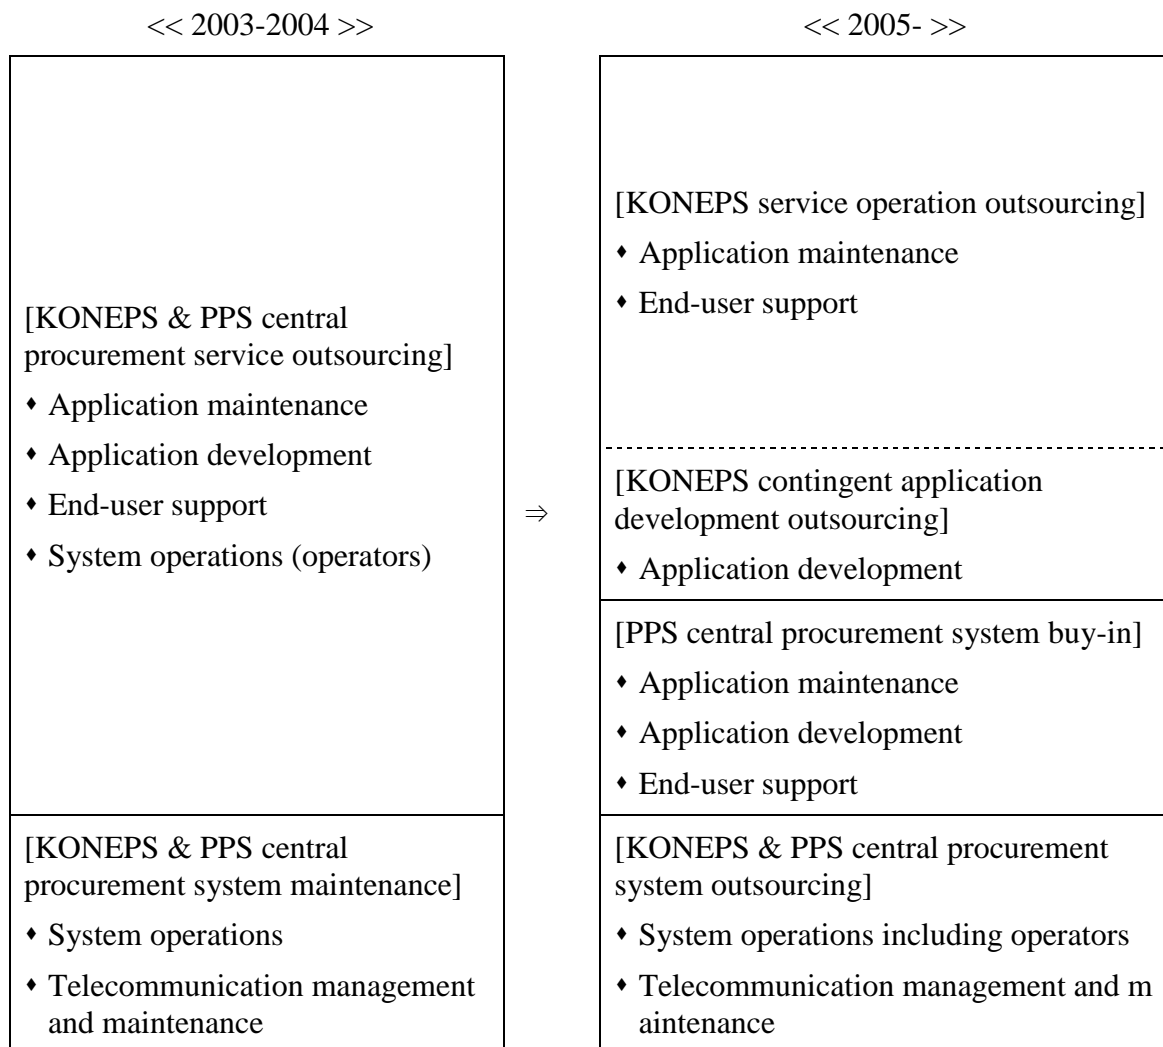 << 2003-2004 >>
[KONEPS & PPS central
procurement service outsourcing]
♦ Application maintenance
♦ Application development
♦ End-user support
♦ System operations (operators)
[KONEPS & PPS central
procurement system maintenance]
♦ System operations
♦ Telecommunication management
and maintenance
⇒
<< 2005- >>
[KONEPS service operation outsourcing]
♦ Application maintenance
♦ End-user support
[KONEPS contingent application
development outsourcing]
♦ Application development
[PPS central procurement system buy-in]
♦ Application maintenance
♦ Application development
♦ End-user support
[KONEPS & PPS central procurement
system outsourcing]
♦ System operations including operators
♦ Telecommunication management and m
aintenance